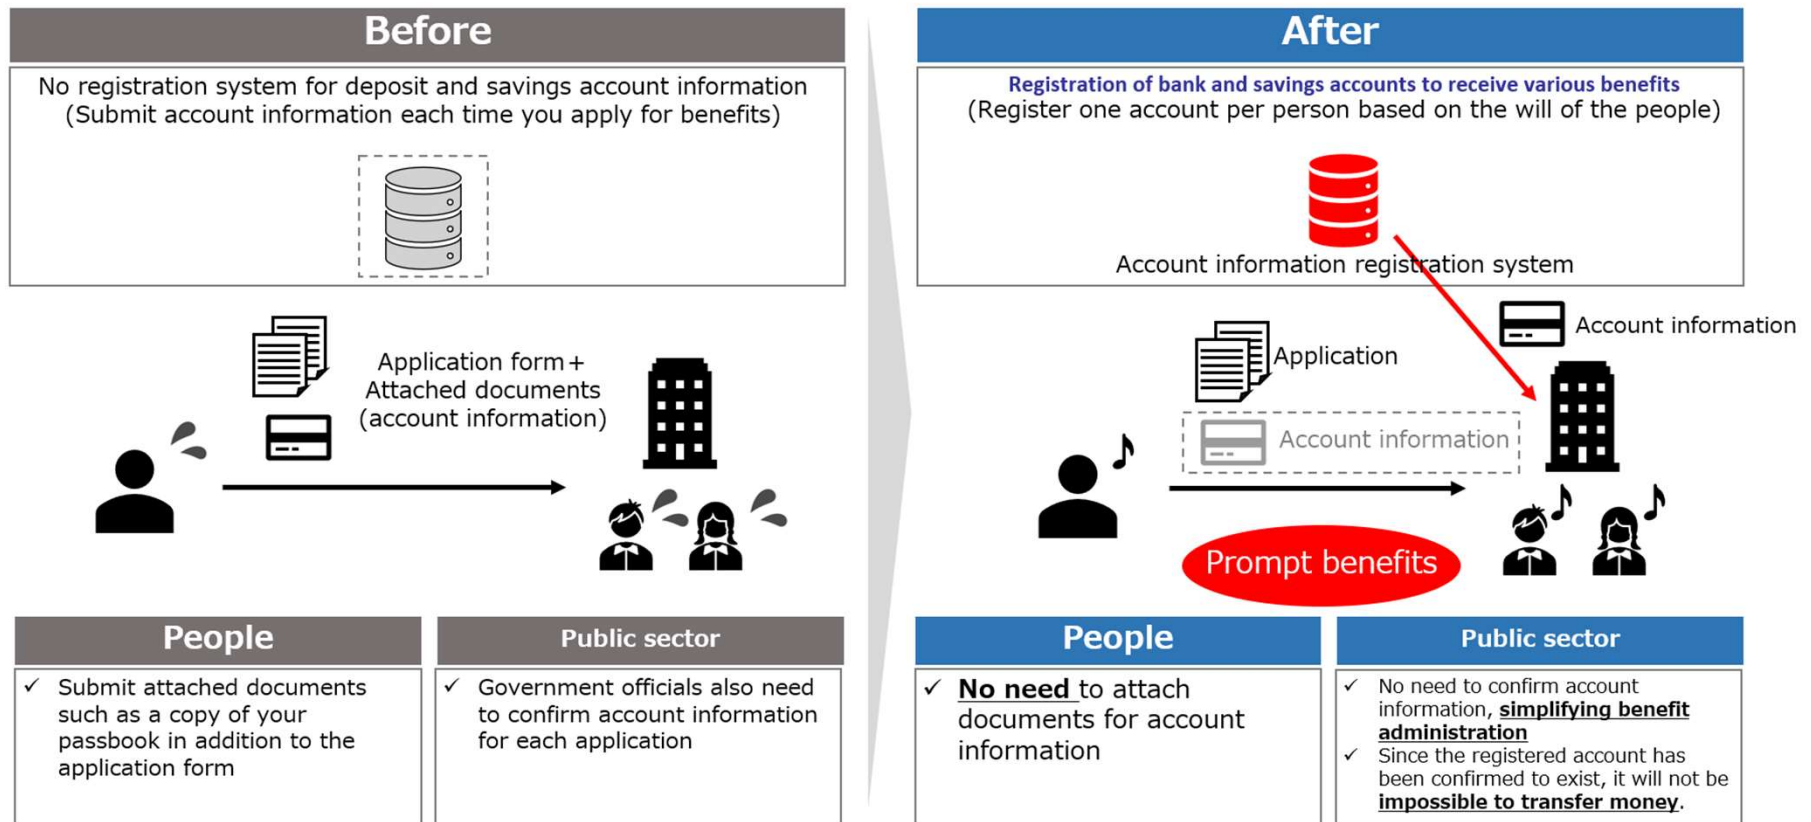 Before
No registration system for deposit and savings account information
(Submit account information each time you apply for benefits)
Application form +
Attached documents
(account information)
People
✓ Submit attached documents
such as a copy of your
passbook in addition to the
application form
Public sector
✓ Government officials also need
to confirm account information
for each application
After
Registration of bank and savings accounts to receive various benefits
(Register one account per person based on the will of the people)
Account information registration system
Account information
Application
Account information
Prompt benefits
People
✓ No need to attach
documents for account
information
Public sector
✓ No need to confirm account
information, simplifying benefit
administration
✓ Since the registered account has
been confirmed to exist, it will not be
impossible to transfer money.